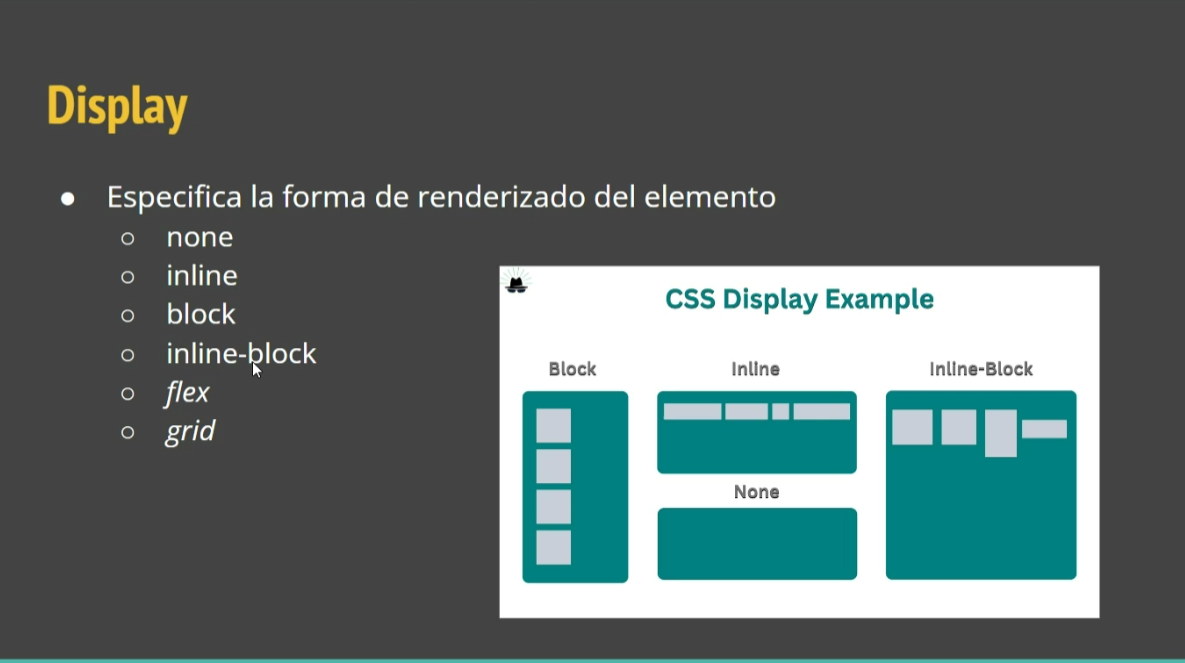 Display
● Especifica la forma de renderizado del elemento
○ none
○ inline
○ block
○ inline-block
○ flex
○ grid
CSS Display Example
Block
Inline
Inline-Block
None